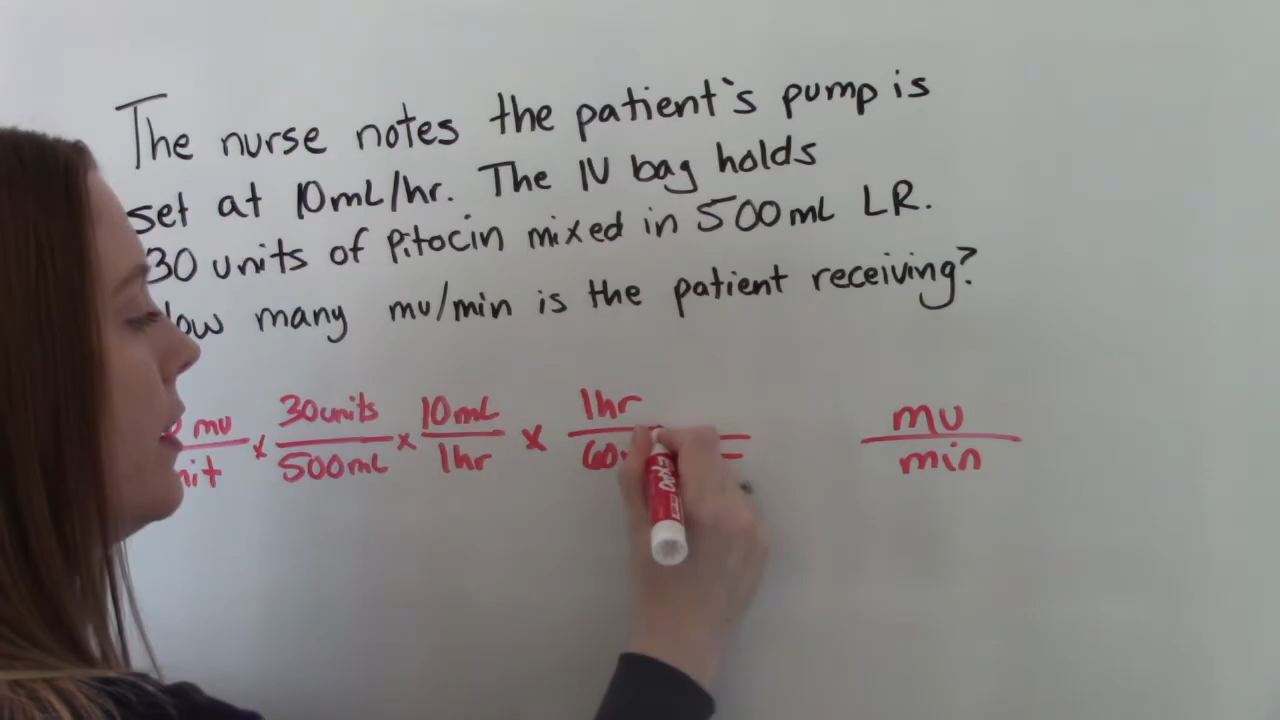 The nurse notes the patient's pump is
set at 10mL/hr. The IV bag holds
30 units of Pitocin mixed in 500mL LR.
many mu/min is the patient receiving?
mu × 30units × 10mL × 1hr = mu
500mL 1hr 60 min
EXPO